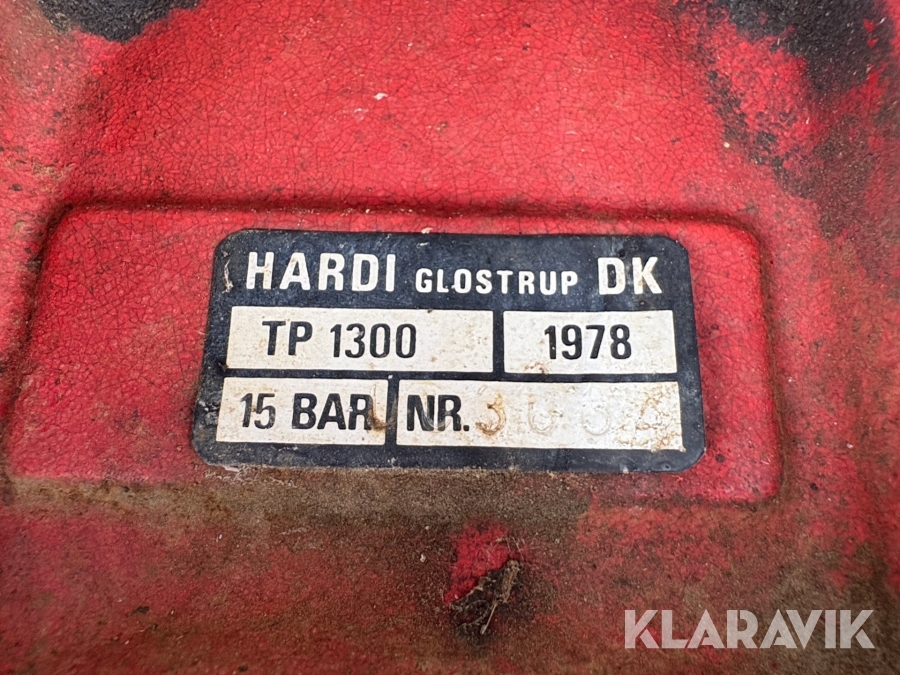 HARDI GLOSTRUP DK
TP 1300 1978
15 BAR NR.
KLARAVIK